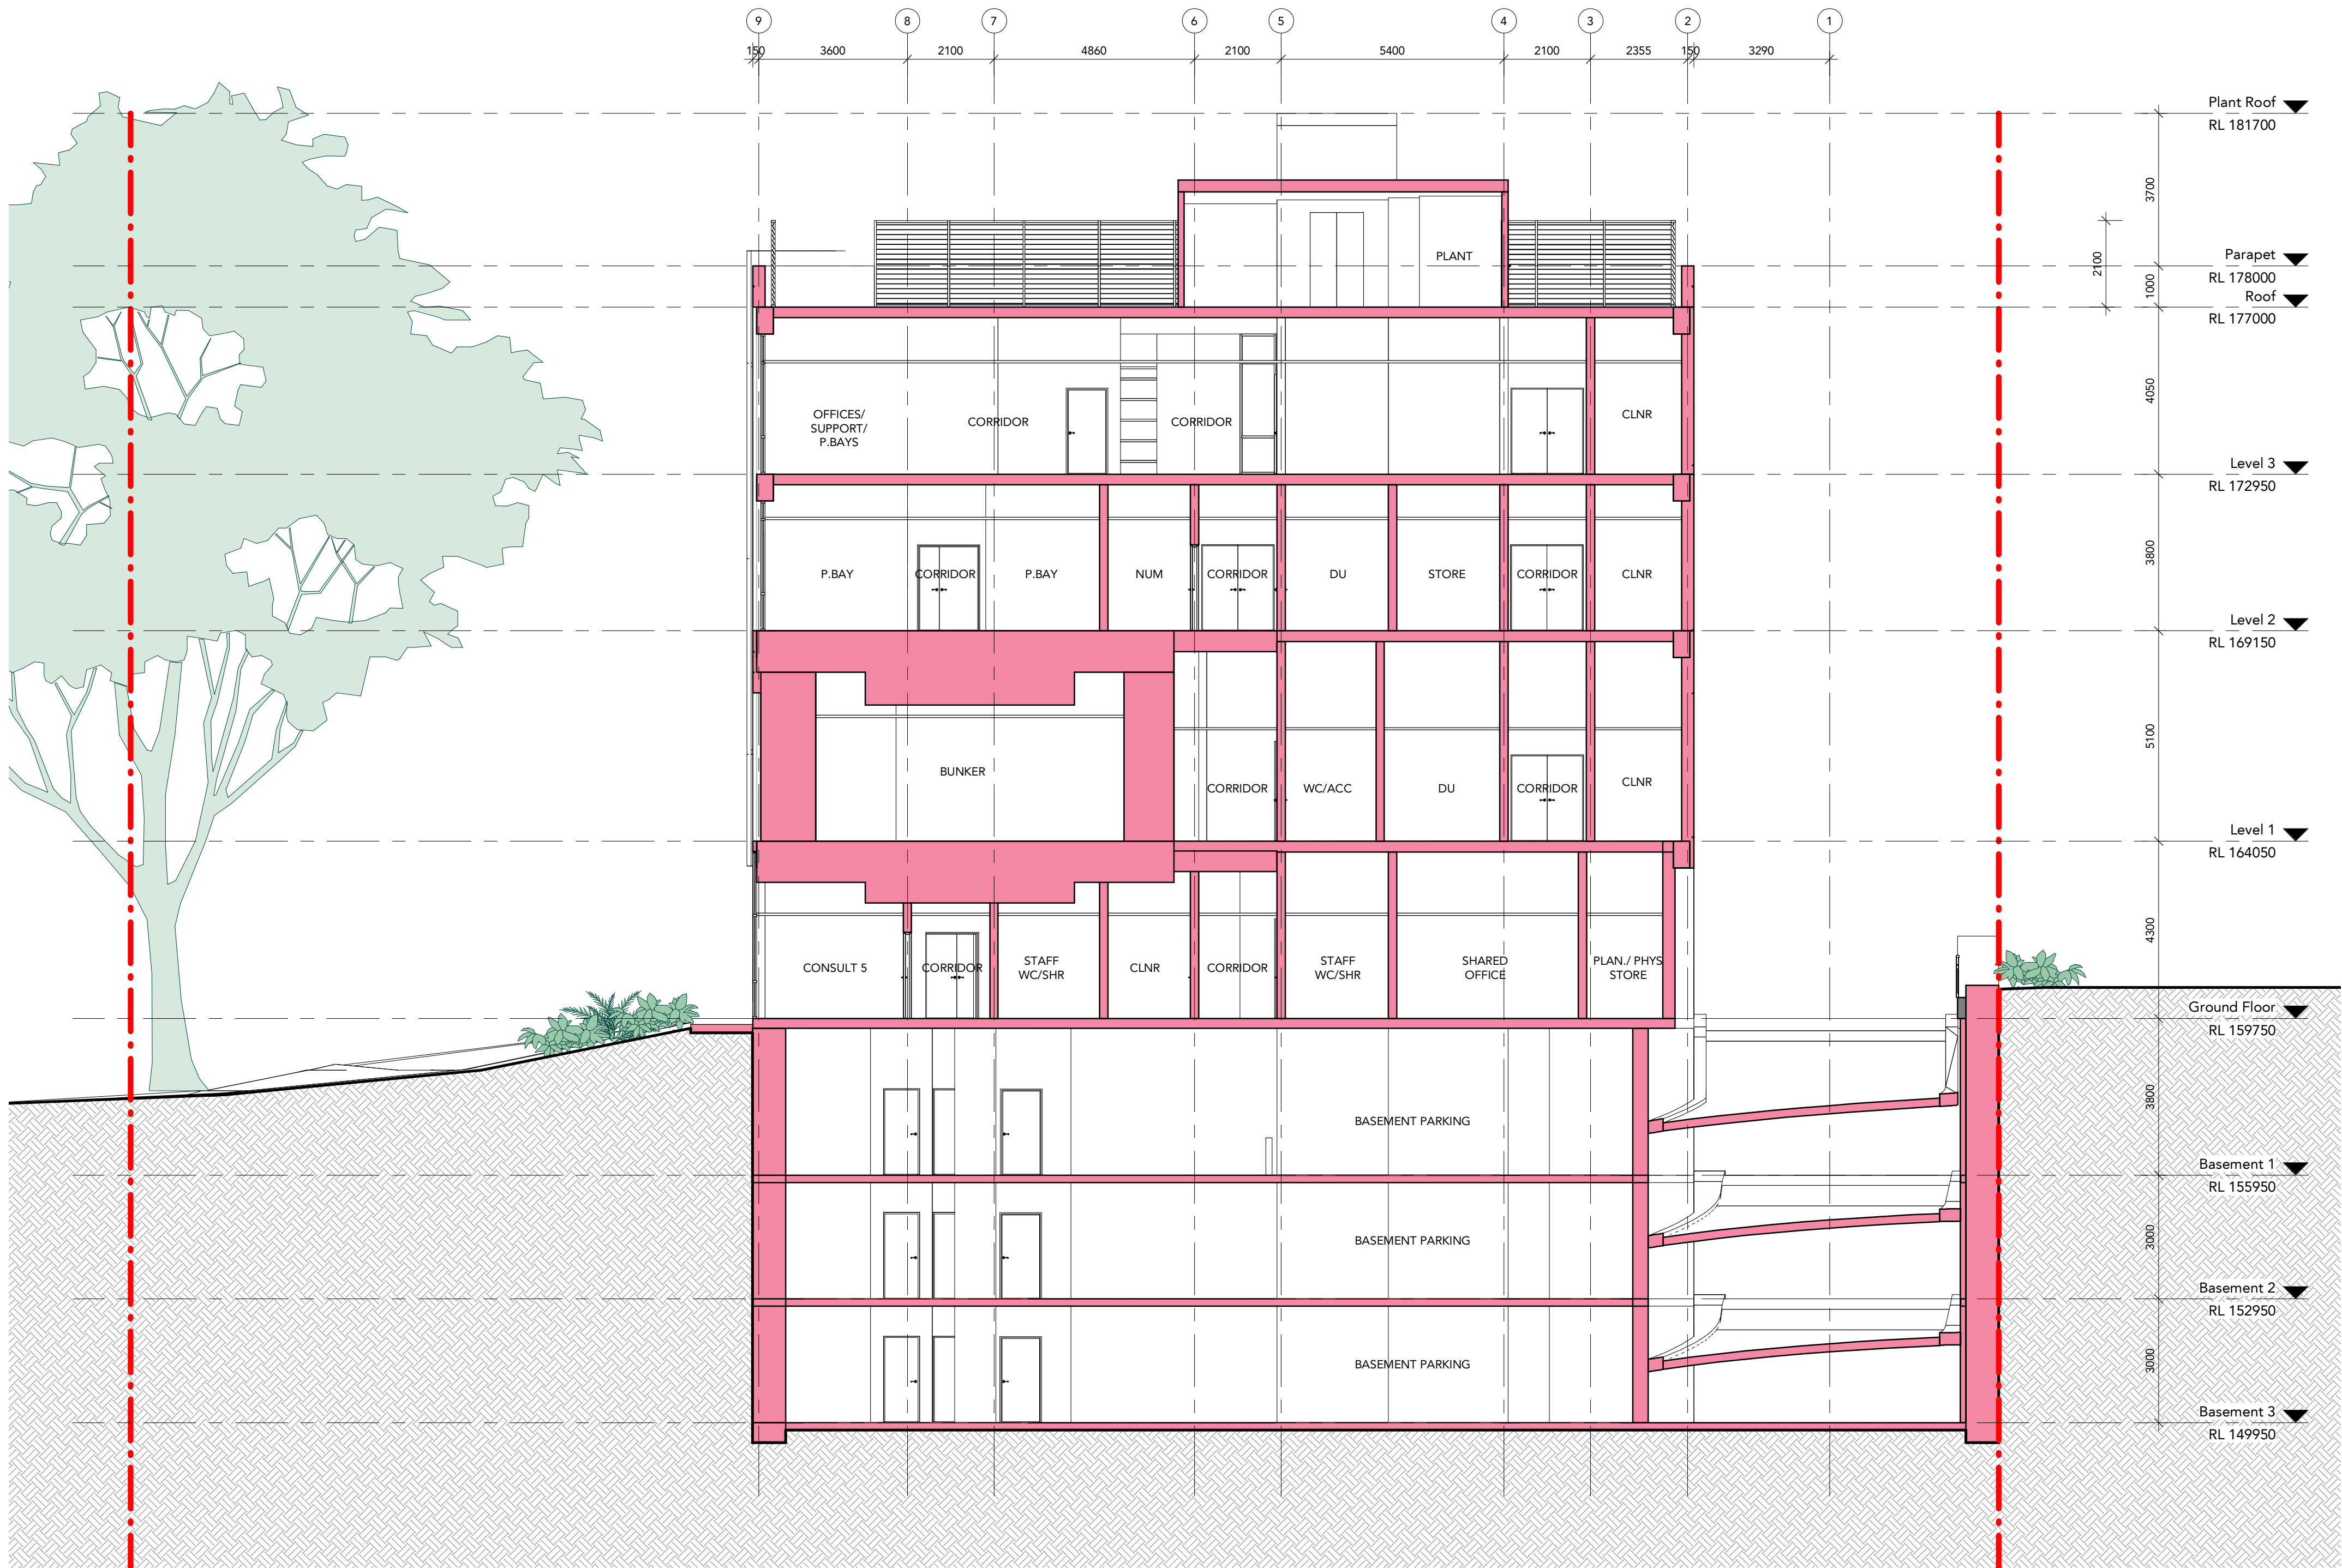 9 8 7 6 5 4 3 2 1
150 3600 2100 4860 2100 5400 2100 2355 150 3290
Plant Roof
RL 181700
3700
PLANT
2100
Parapet
RL 178000
1000
Roof
RL 177000
4050
OFFICES/
SUPPORT/
P.BAYS
CORRIDOR
CORRIDOR
CLNR
Level 3
RL 172950
3800
P.BAY CORRIDOR P.BAY NUM CORRIDOR DU STORE CORRIDOR CLNR
Level 2
RL 169150
5100
BUNKER
CORRIDOR WC/ACC DU CORRIDOR CLNR
Level 1
RL 164050
4300
CONSULT 5
CORRIDOR
STAFF
WC/SHR
CLNR
CORRIDOR
STAFF
WC/SHR
SHARED
OFFICE
PLAN./ PHYS
STORE
Ground Floor
RL 159750
3800
BASEMENT PARKING
Basement 1
RL 155950
3000
BASEMENT PARKING
Basement 2
RL 152950
3000
BASEMENT PARKING
Basement 3
RL 149950